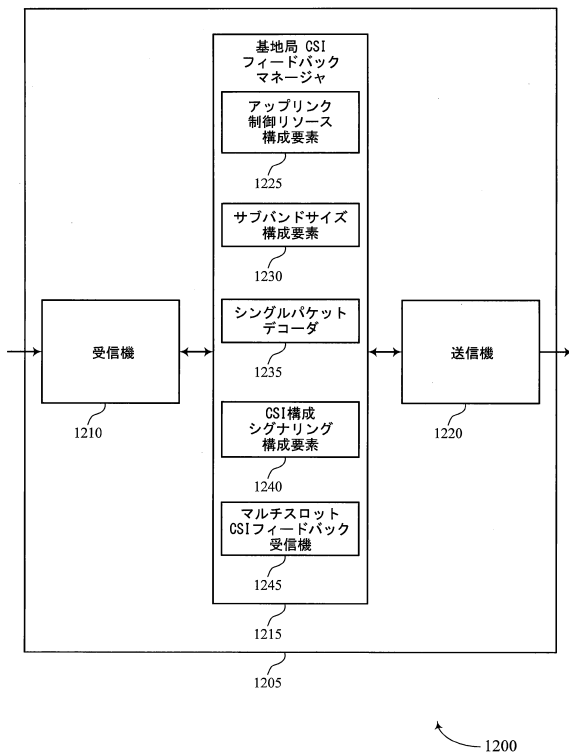 基地局 CSI
フィードバック
マネージャ
アップリンク
制御リソース
構成要素
1225
サブバンドサイズ
構成要素
1230
シングルパケット
デコーダ
1235
受信機
1210
送信機
1220
CSI構成
シグナリング
構成要素
1240
マルチスロット
CSIフィードバック
受信機
1245
1215
1205
1200